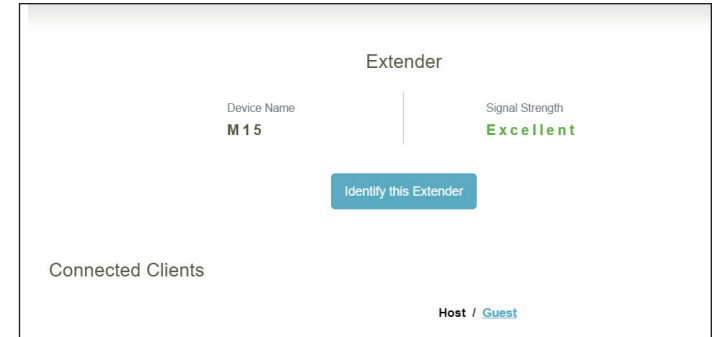 Extender
Device Name
Signal Strength
M15
Excellent
Identify this Extender
Connected Clients
Host / Guest